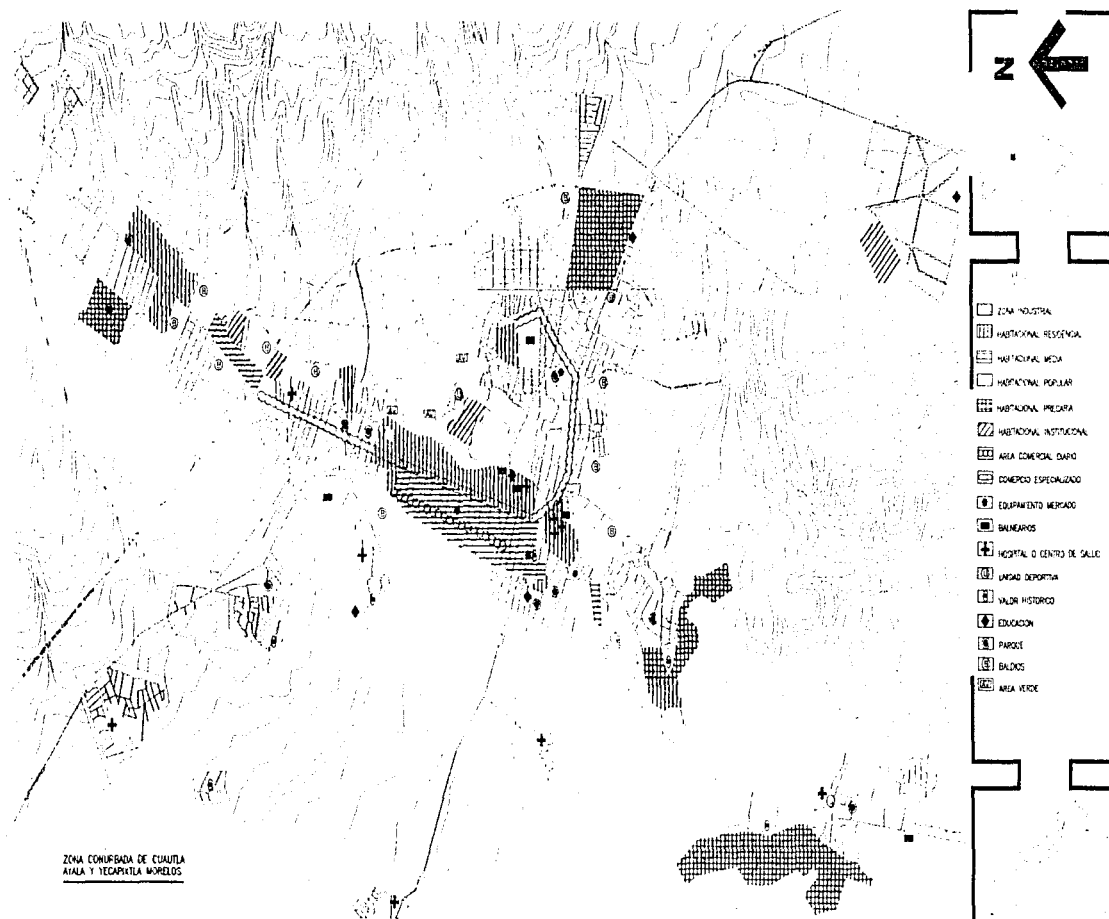 N
ZONA INDUSTRIAL
HABITACIONAL RESIDENCIAL
HABITACIONAL MEDIA
HABITACIONAL POPULAR
HABITACIONAL PRECARIA
HABITACIONAL INSTITUCIONAL
AREA COMERCIAL DIARIO
COMERCIO ESPECIALIZADO
EQUIPAMIENTO MERCADO
BALNEARIOS
HOSPITAL O CENTRO DE SALUD
UNIDAD DEPORTIVA
VALOR HISTORICO
EDUCACION
PARQUE
BALDIOS
AREA VERDE
ZONA CONURBADA DE CUAUTLA
AYALA Y YECAPIXTLA MORELOS